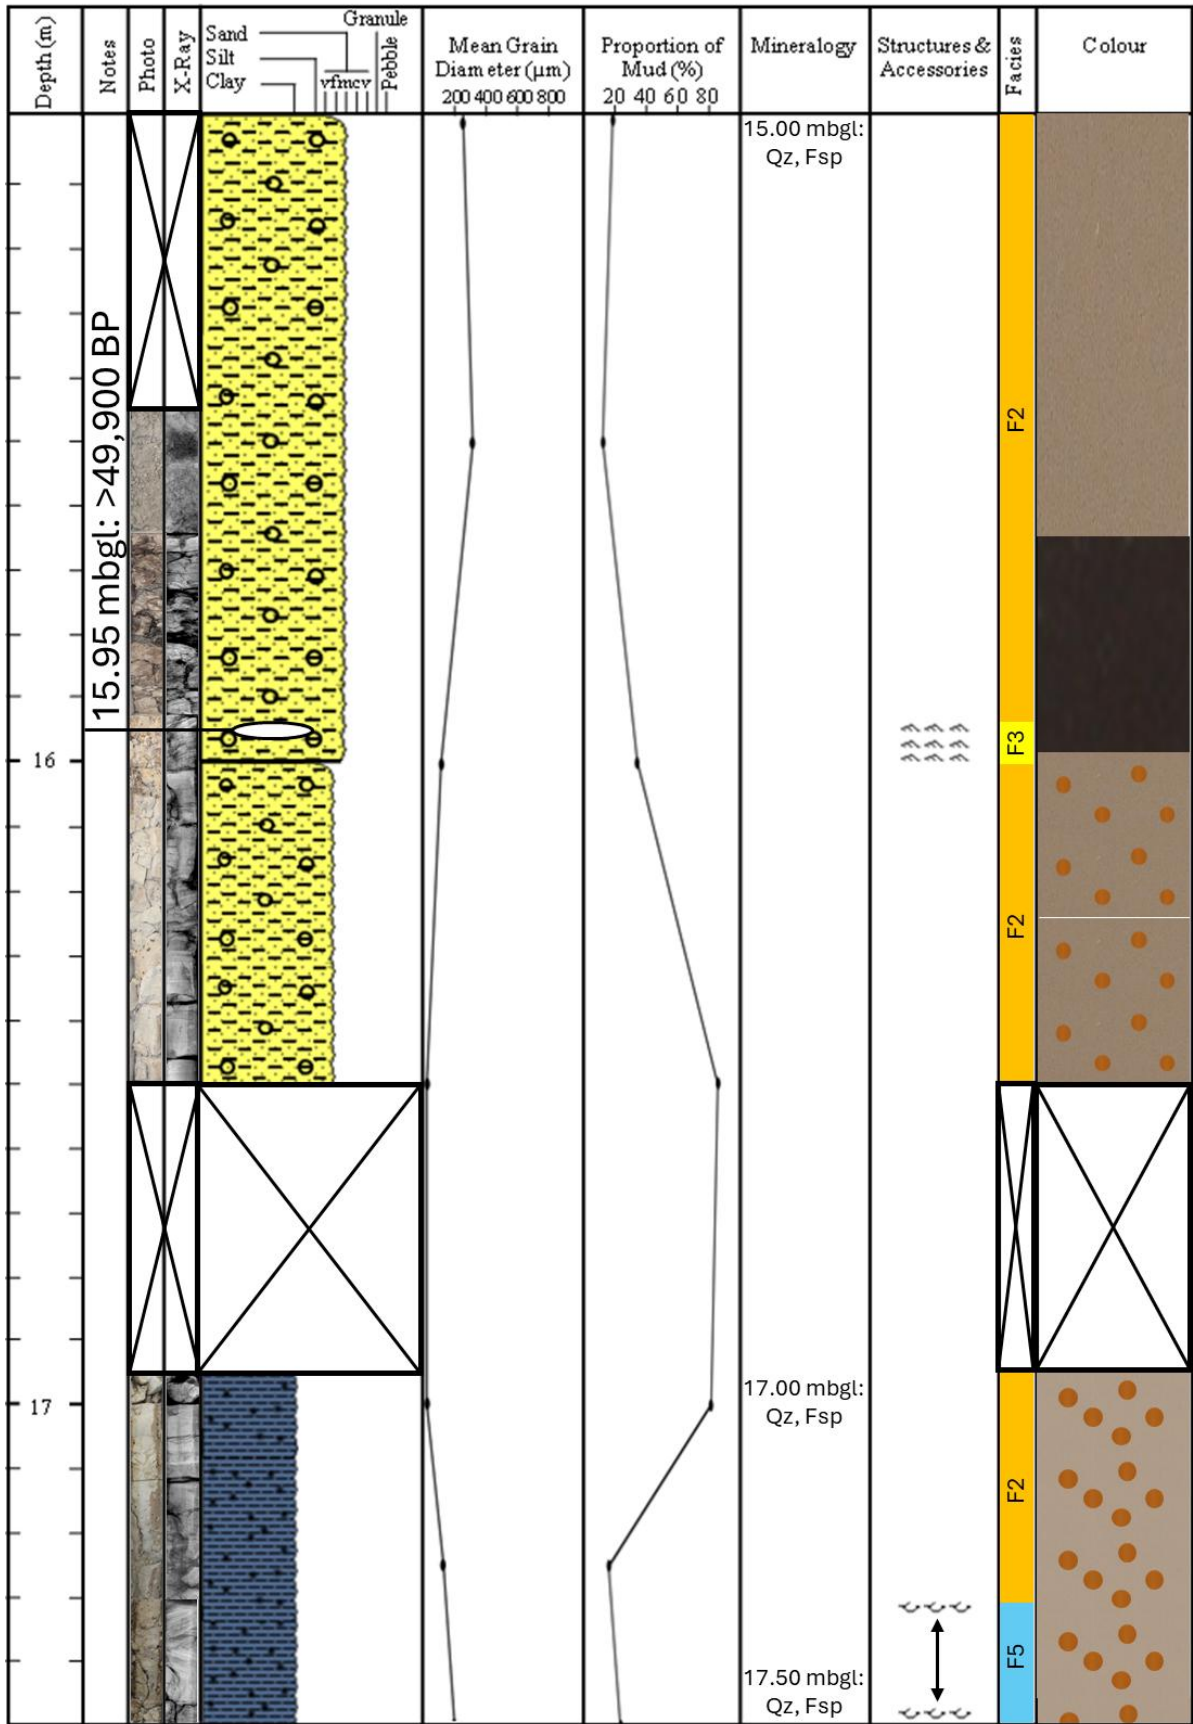 Depth (m)
Notes
Photo
X-Ray
Sand
Silt
Clay
vfmcv
Granule
Pebble
Mean Grain
Diameter (μm)
200 400 600 800
Proportion of
Mud (%)
20 40 60 80
Mineralogy
Structures &
Accessories
Facies
Colour
15.00 mbgl:
Qz, Fsp
15.95 mbgl: >49,900 BP
F2
16
F3
F2
17
17.00 mbgl:
Qz, Fsp
F2
17.50 mbgl:
Qz, Fsp
F5